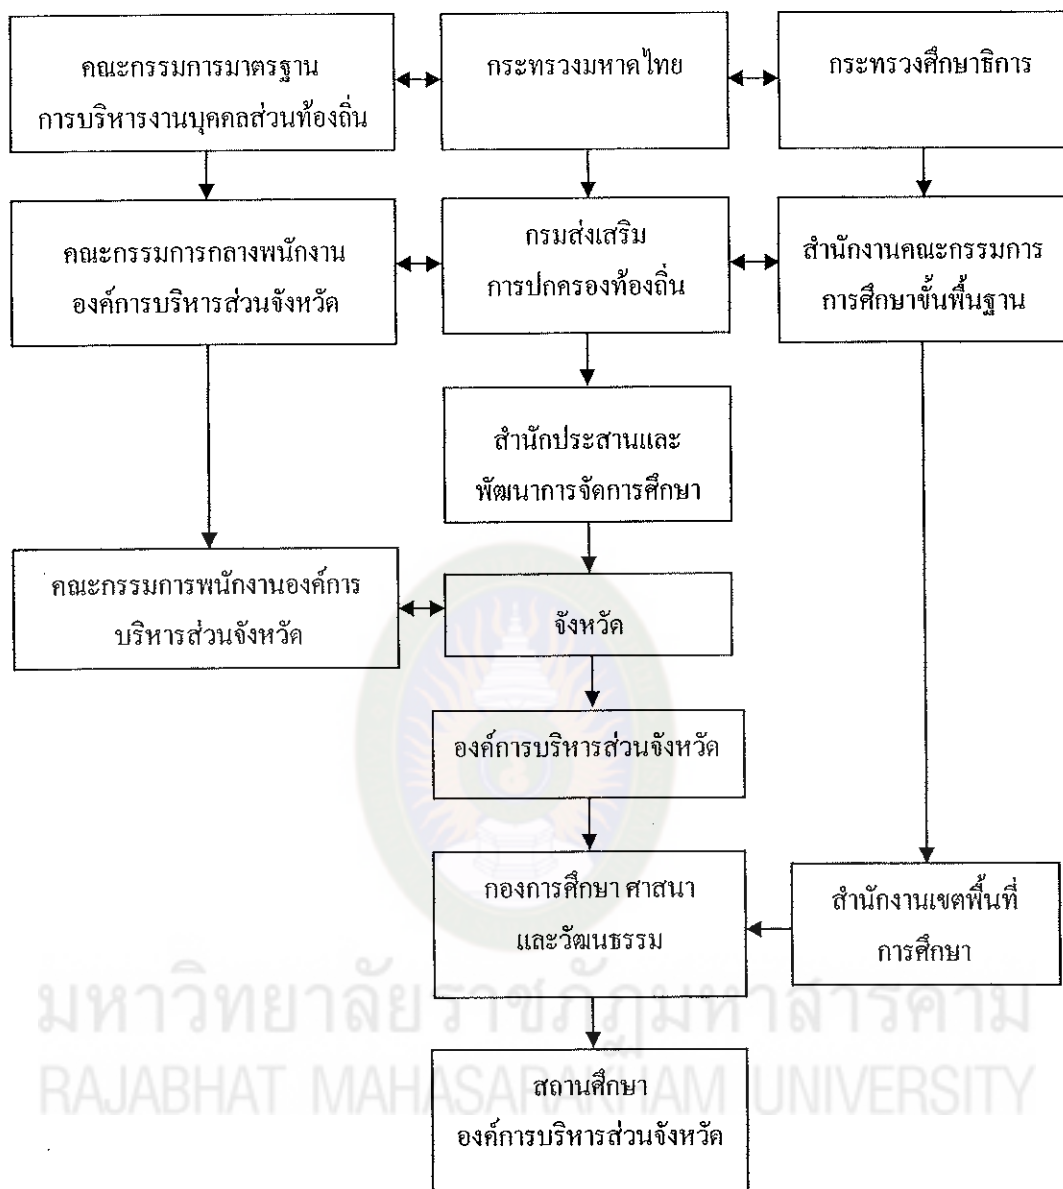 คณะกรรมการมาตรฐาน
การบริหารงานบุคคลส่วนท้องถิ่น
กระทรวงมหาดไทย
กระทรวงศึกษาธิการ
คณะกรรมการกลางพนักงาน
องค์การบริหารส่วนจังหวัด
กรมส่งเสริม
การปกครองท้องถิ่น
สำนักงานคณะกรรมการ
การศึกษาขั้นพื้นฐาน
สำนักประสานและ
พัฒนาการจัดการศึกษา
คณะกรรมการพนักงานองค์การ
บริหารส่วนจังหวัด
จังหวัด
องค์การบริหารส่วนจังหวัด
กองการศึกษา ศาสนา
และวัฒนธรรม
สำนักงานเขตพื้นที่
การศึกษา
มหาวิทยาลัยราชภัฏมหาสารคาม
RAJABHAT MAHASARAKHAM UNIVERSITY
สถานศึกษา
องค์การบริหารส่วนจังหวัด